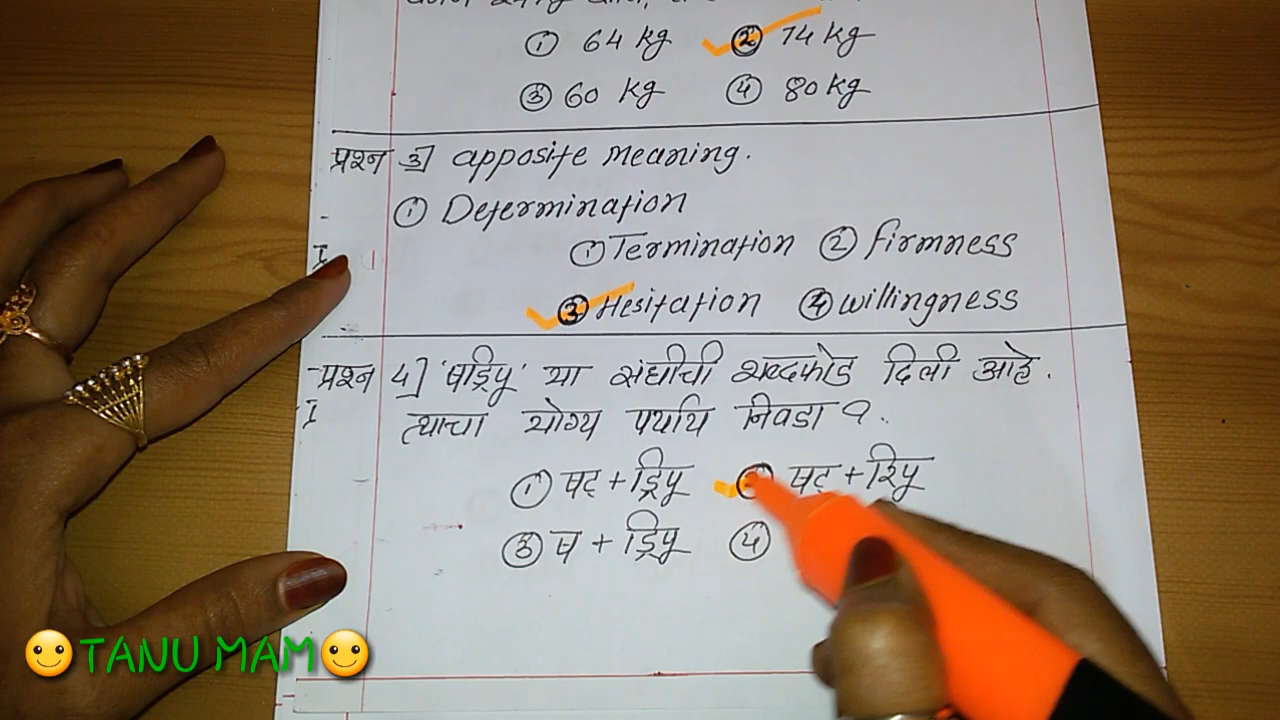 ① 64 kg ② 74 kg
③ 60 kg ④ 80 kg
प्रश्न 3] apposite meaning.
① Determination
① Termination ② firmness
③ Hesitation ④ willingness
प्रश्न 4] 'षड्रिपू' या संधीची शब्दफोड दिली आहे.
त्याचा योग्य पर्याय निवडा ?.
① षट् + ड्रिपू ② षट् + रिपू
③ ष + ड्रिपू ④
TANU MAM